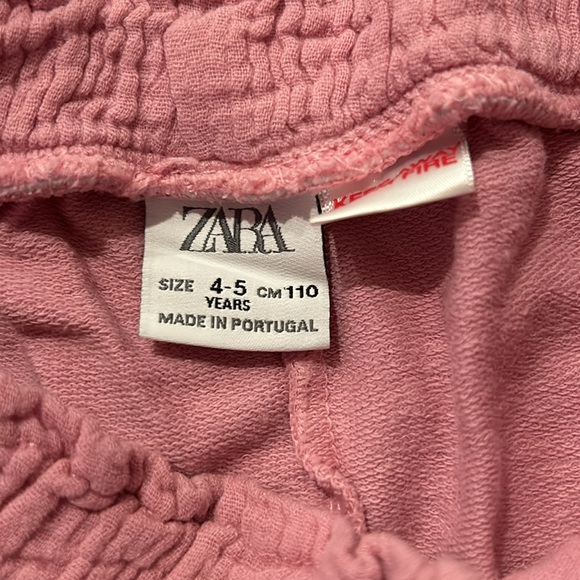 ZARA
SIZE 4-5 CM 110
YEARS
MADE IN PORTUGAL